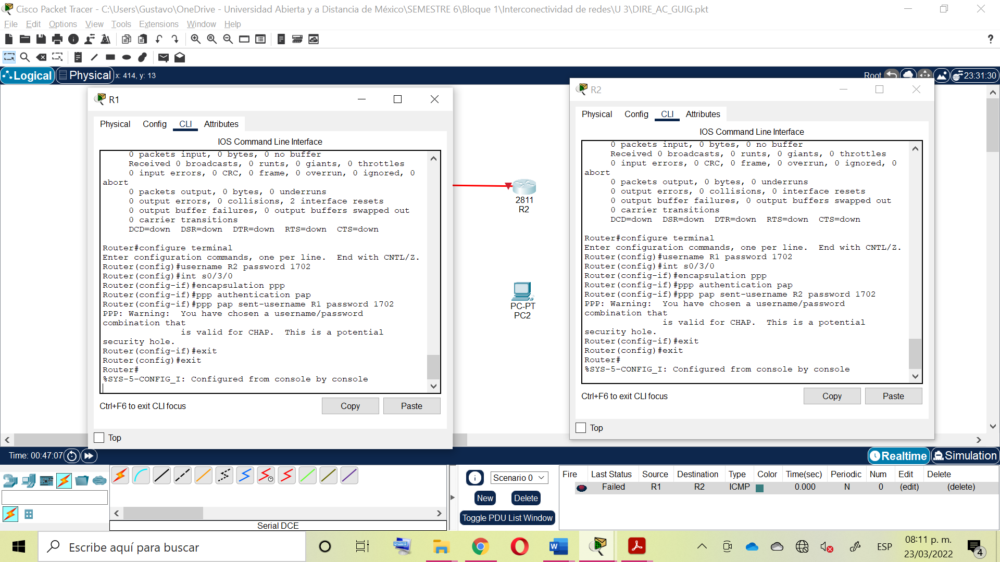 Cisco Packet Tracer - C:\Users\Gustavo\OneDrive - Universidad Abierta y a Distancia de México\SEMESTRE 6\Bloque 1\Interconectividad de redes\U 3\DIRE_AC_GUIG.pkt
File Edit Options View Tools Extensions Window Help
?
Logical Physical x: 414, y: 13
Root 23:31:30
R1
Physical Config CLI Attributes
IOS Command Line Interface
0 packets input, 0 bytes, 0 no buffer
Received 0 broadcasts, 0 runts, 0 giants, 0 throttles
0 input errors, 0 CRC, 0 frame, 0 overrun, 0 ignored, 0
abort
0 packets output, 0 bytes, 0 underruns
0 output errors, 0 collisions, 2 interface resets
0 output buffer failures, 0 output buffers swapped out
0 carrier transitions
DCD=down DSR=down DTR=down RTS=down CTS=down
Router#configure terminal
Enter configuration commands, one per line. End with CNTL/Z.
Router(config)#username R2 password 1702
Router(config)#int s0/3/0
Router(config-if)#encapsulation ppp
Router(config-if)#ppp authentication pap
Router(config-if)#ppp pap sent-username R1 password 1702
PPP: Warning: You have chosen a username/password
combination that
is valid for CHAP. This is a potential
security hole.
Router(config-if)#exit
Router(config)#exit
Router#
%SYS-5-CONFIG_I: Configured from console by console
Ctrl+F6 to exit CLI focus
Copy Paste
Top
2811
R2
PC-PT
PC2
R2
Physical Config CLI Attributes
IOS Command Line Interface
0 packets input, 0 bytes, 0 no buffer
Received 0 broadcasts, 0 runts, 0 giants, 0 throttles
0 input errors, 0 CRC, 0 frame, 0 overrun, 0 ignored, 0
abort
0 packets output, 0 bytes, 0 underruns
0 output errors, 0 collisions, 0 interface resets
0 output buffer failures, 0 output buffers swapped out
0 carrier transitions
DCD=down DSR=down DTR=down RTS=down CTS=down
Router#configure terminal
Enter configuration commands, one per line. End with CNTL/Z.
Router(config)#username R1 password 1702
Router(config)#int s0/3/0
Router(config-if)#encapsulation ppp
Router(config-if)#ppp authentication pap
Router(config-if)#ppp pap sent-username R2 password 1702
PPP: Warning: You have chosen a username/password
combination that
is valid for CHAP. This is a potential
security hole.
Router(config-if)#exit
Router(config)#exit
Router#
%SYS-5-CONFIG_I: Configured from console by console
Ctrl+F6 to exit CLI focus
Copy Paste
Top
Time: 00:47:07
Realtime Simulation
Serial DCE
Scenario 0
New Delete
Toggle PDU List Window
Fire Last Status Source Destination Type Color Time(sec) Periodic Num Edit Delete
Failed R1 R2 ICMP 0.000 N 0 (edit) (delete)
Escribe aquí para buscar
ESP
08:11 p. m.
23/03/2022
4